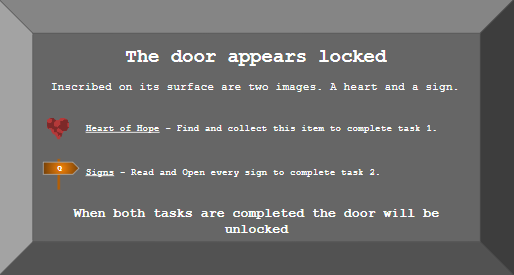 The door appears locked
Inscribed on its surface are two images. A heart and a sign.
Heart of Hope - Find and collect this item to complete task 1.
Signs - Read and Open every sign to complete task 2.
When both tasks are completed the door will be
unlocked